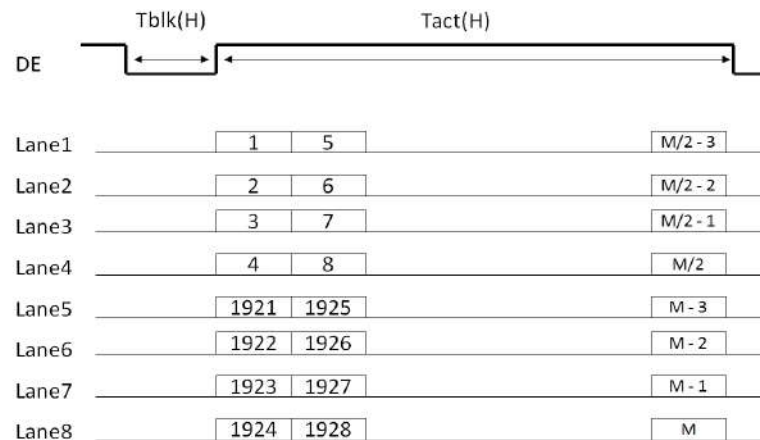 Tblk(H) Tact(H)
DE
Lane1 1 5 M/2 - 3
Lane2 2 6 M/2 - 2
Lane3 3 7 M/2 - 1
Lane4 4 8 M/2
Lane5 1921 1925 M - 3
Lane6 1922 1926 M - 2
Lane7 1923 1927 M - 1
Lane8 1924 1928 M